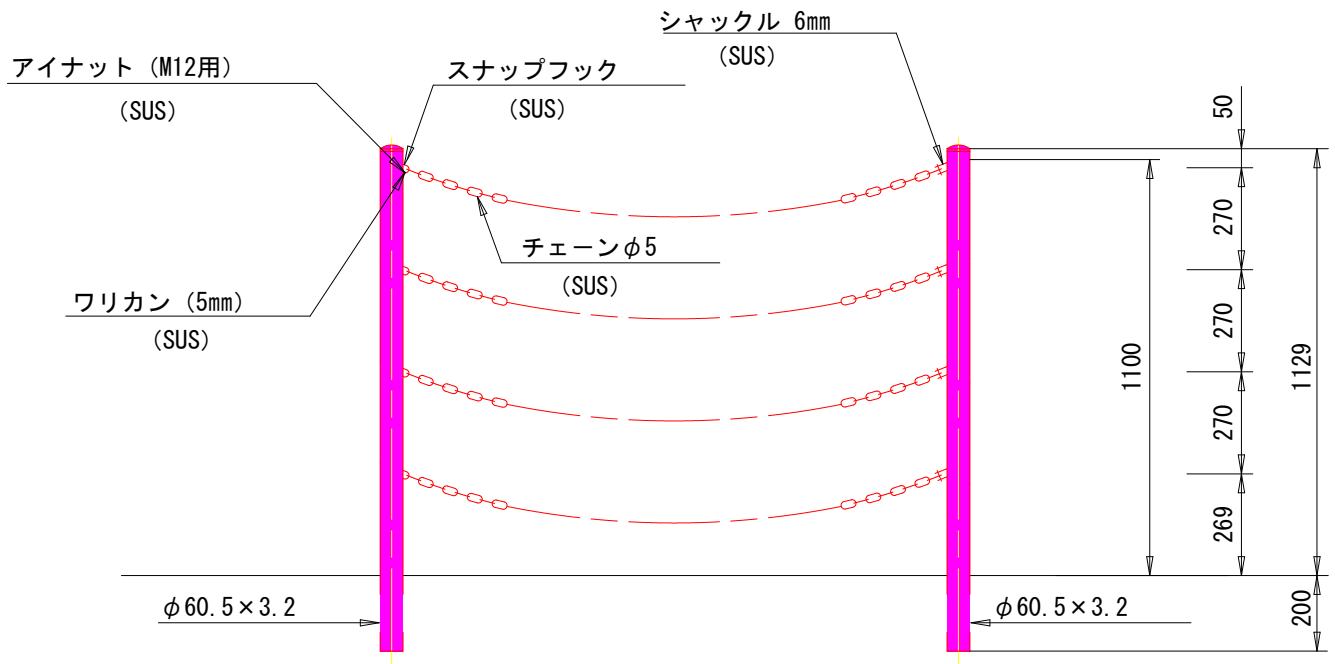 シャックル 6mm
(SUS)
アイナット (M12用)
(SUS)
スナップフック
(SUS)
チェーンφ5
(SUS)
ワリカン (5mm)
(SUS)
50
270
270
270
269
1100
1129
200
φ60.5×3.2
φ60.5×3.2